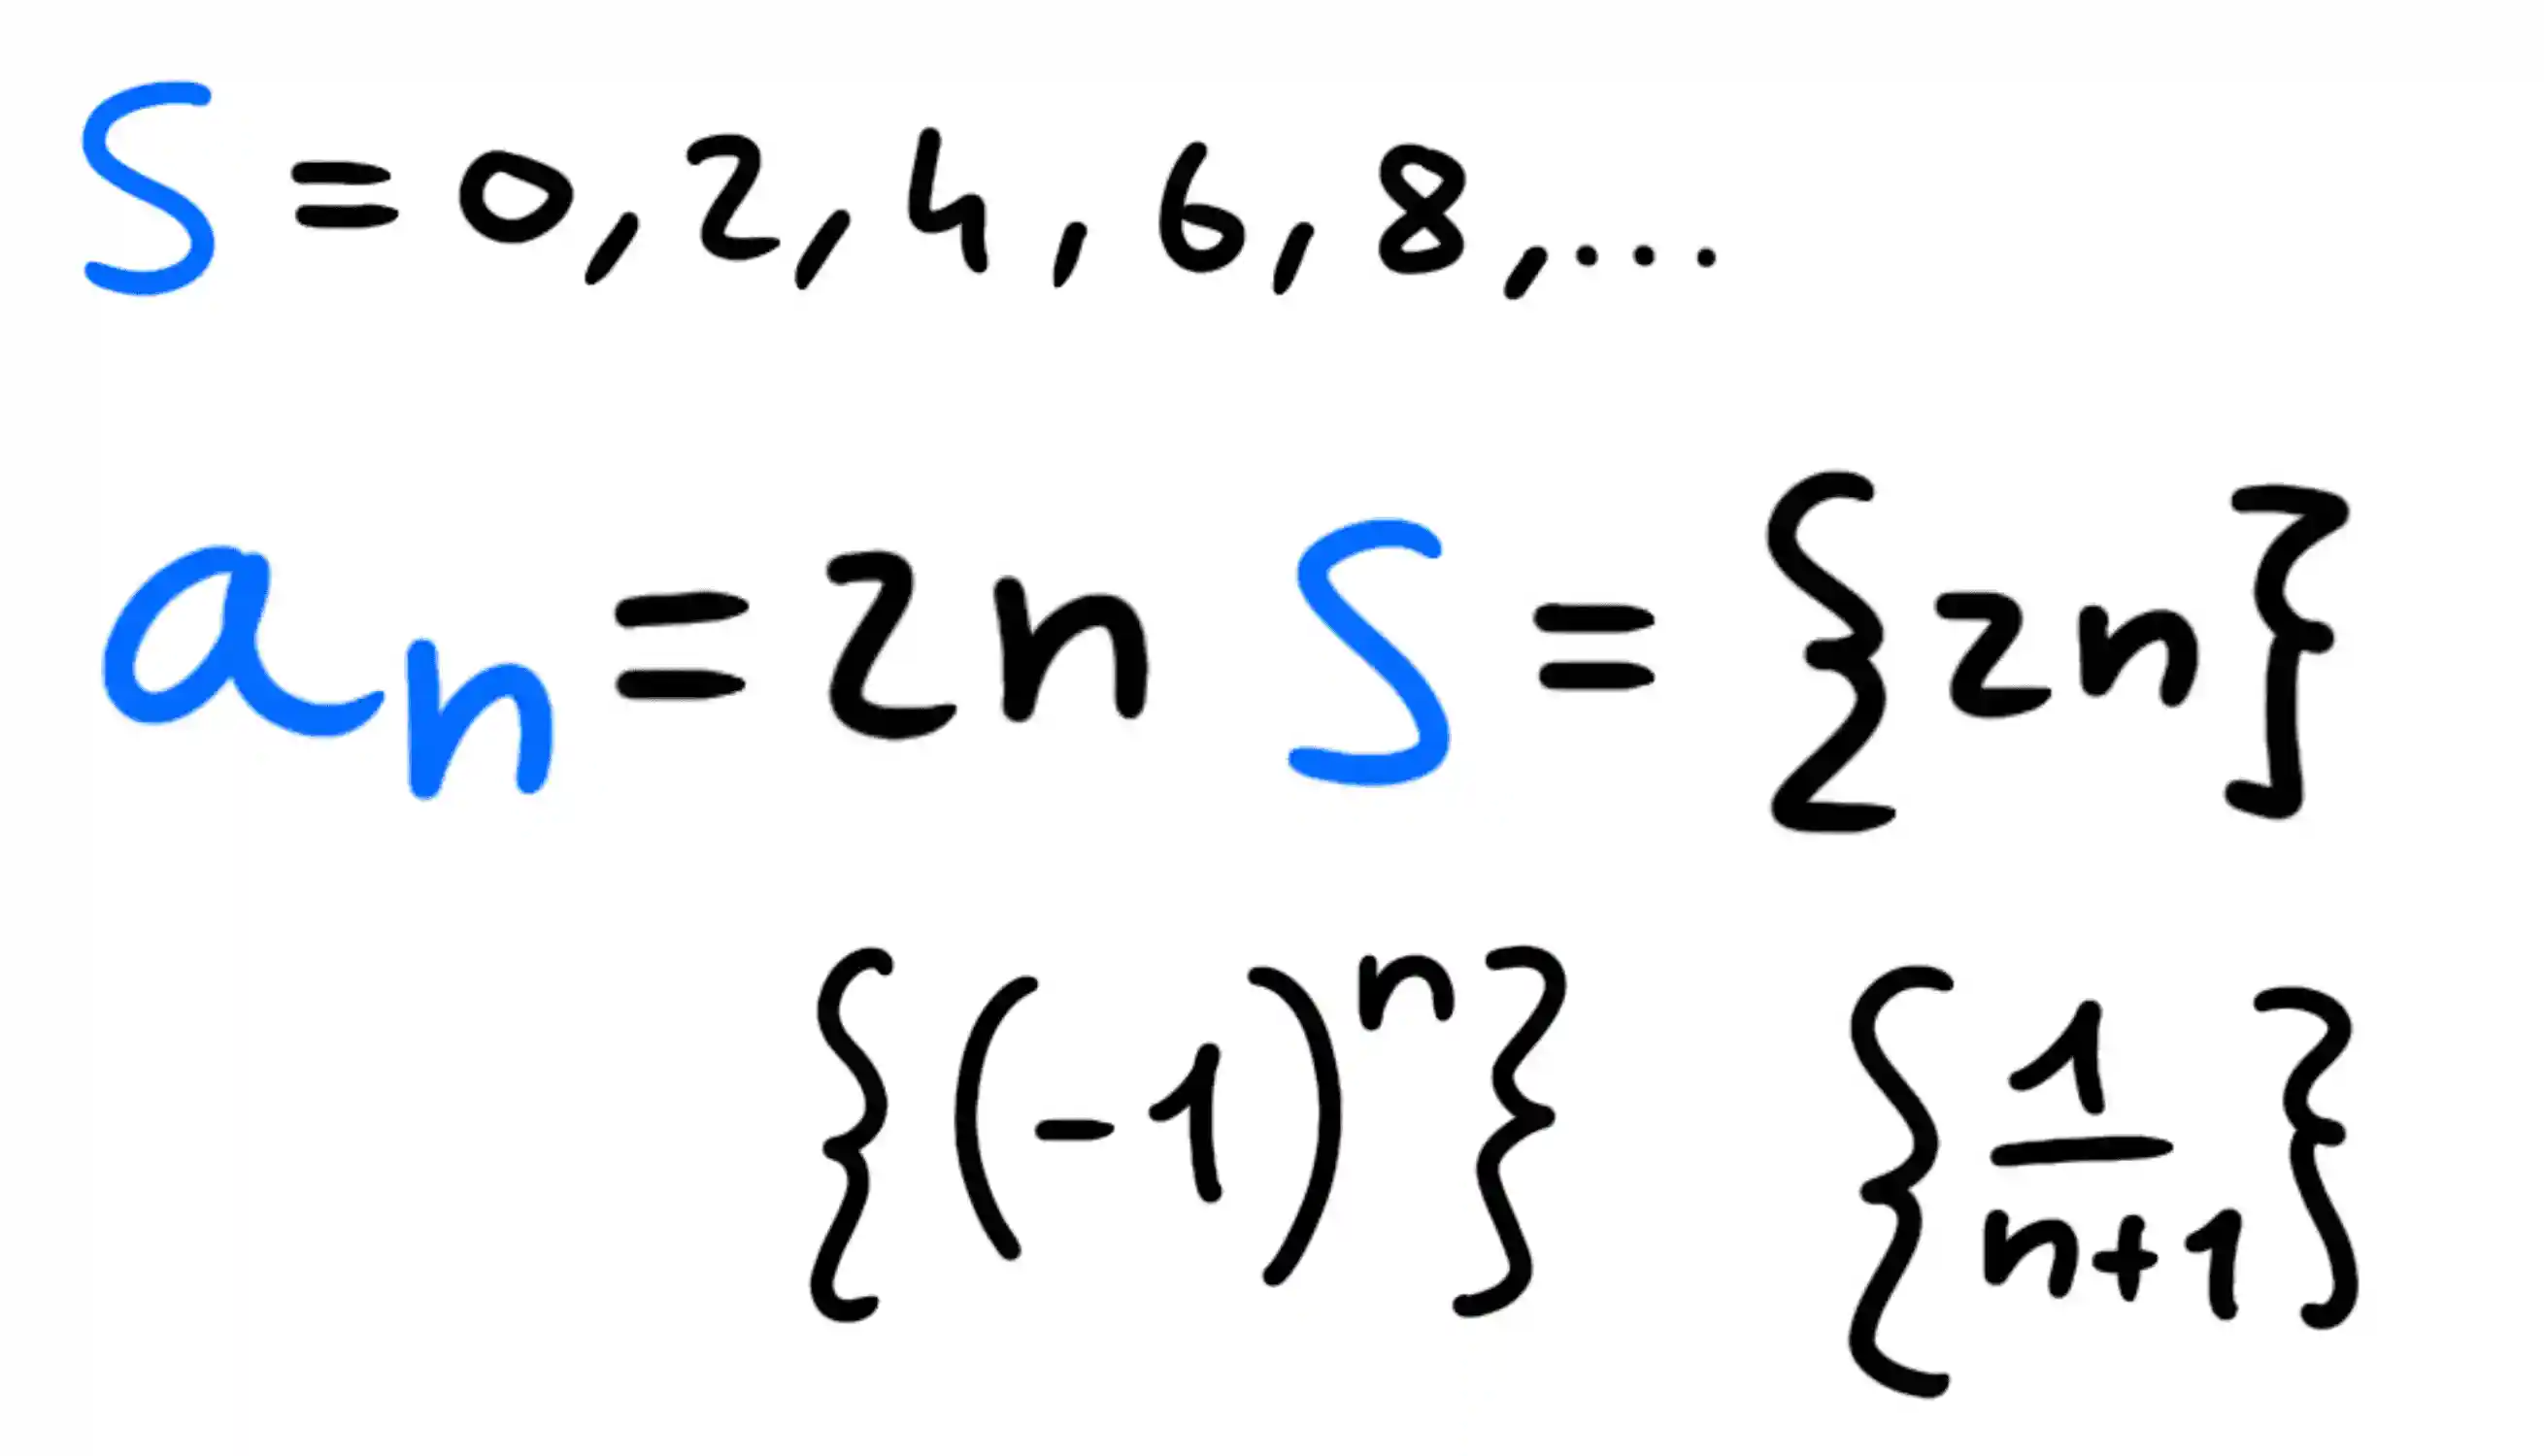 S = 0, 2, 4, 6, 8, ...
aₙ = 2n S = {2n}
{(-1)ⁿ} {1/(n+1)}